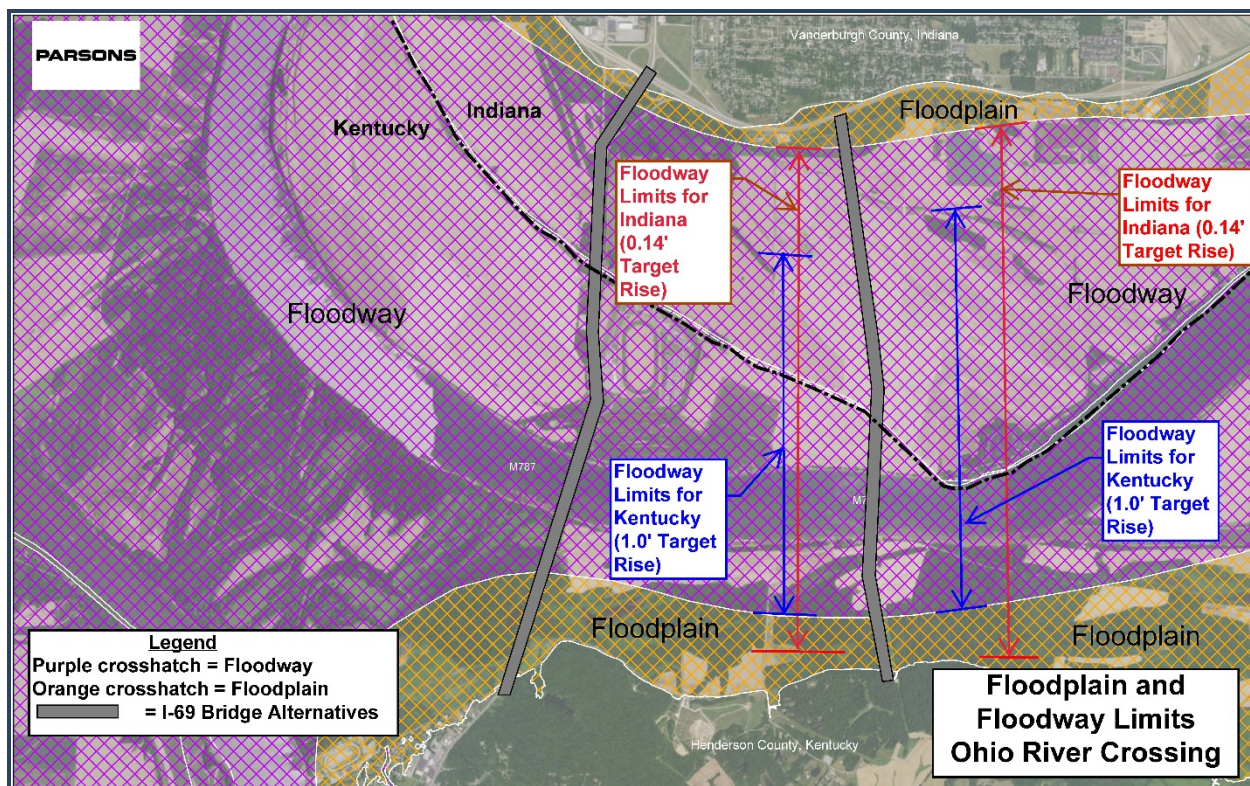 PARSONS
Vanderburgh County, Indiana
Floodplain
Indiana
Kentucky
Floodway
Limits for
Indiana
(0.14'
Target
Rise)
Floodway
Limits for
Indiana (0.14'
Target Rise)
Floodway
Floodway
Floodway
Limits for
Kentucky
(1.0' Target
Rise)
Floodway
Limits for
Kentucky
(1.0' Target
Rise)
M787
Floodplain
Floodplain
Legend
Purple crosshatch = Floodway
Orange crosshatch = Floodplain
= I-69 Bridge Alternatives
Henderson County, Kentucky
Floodplain and
Floodway Limits
Ohio River Crossing